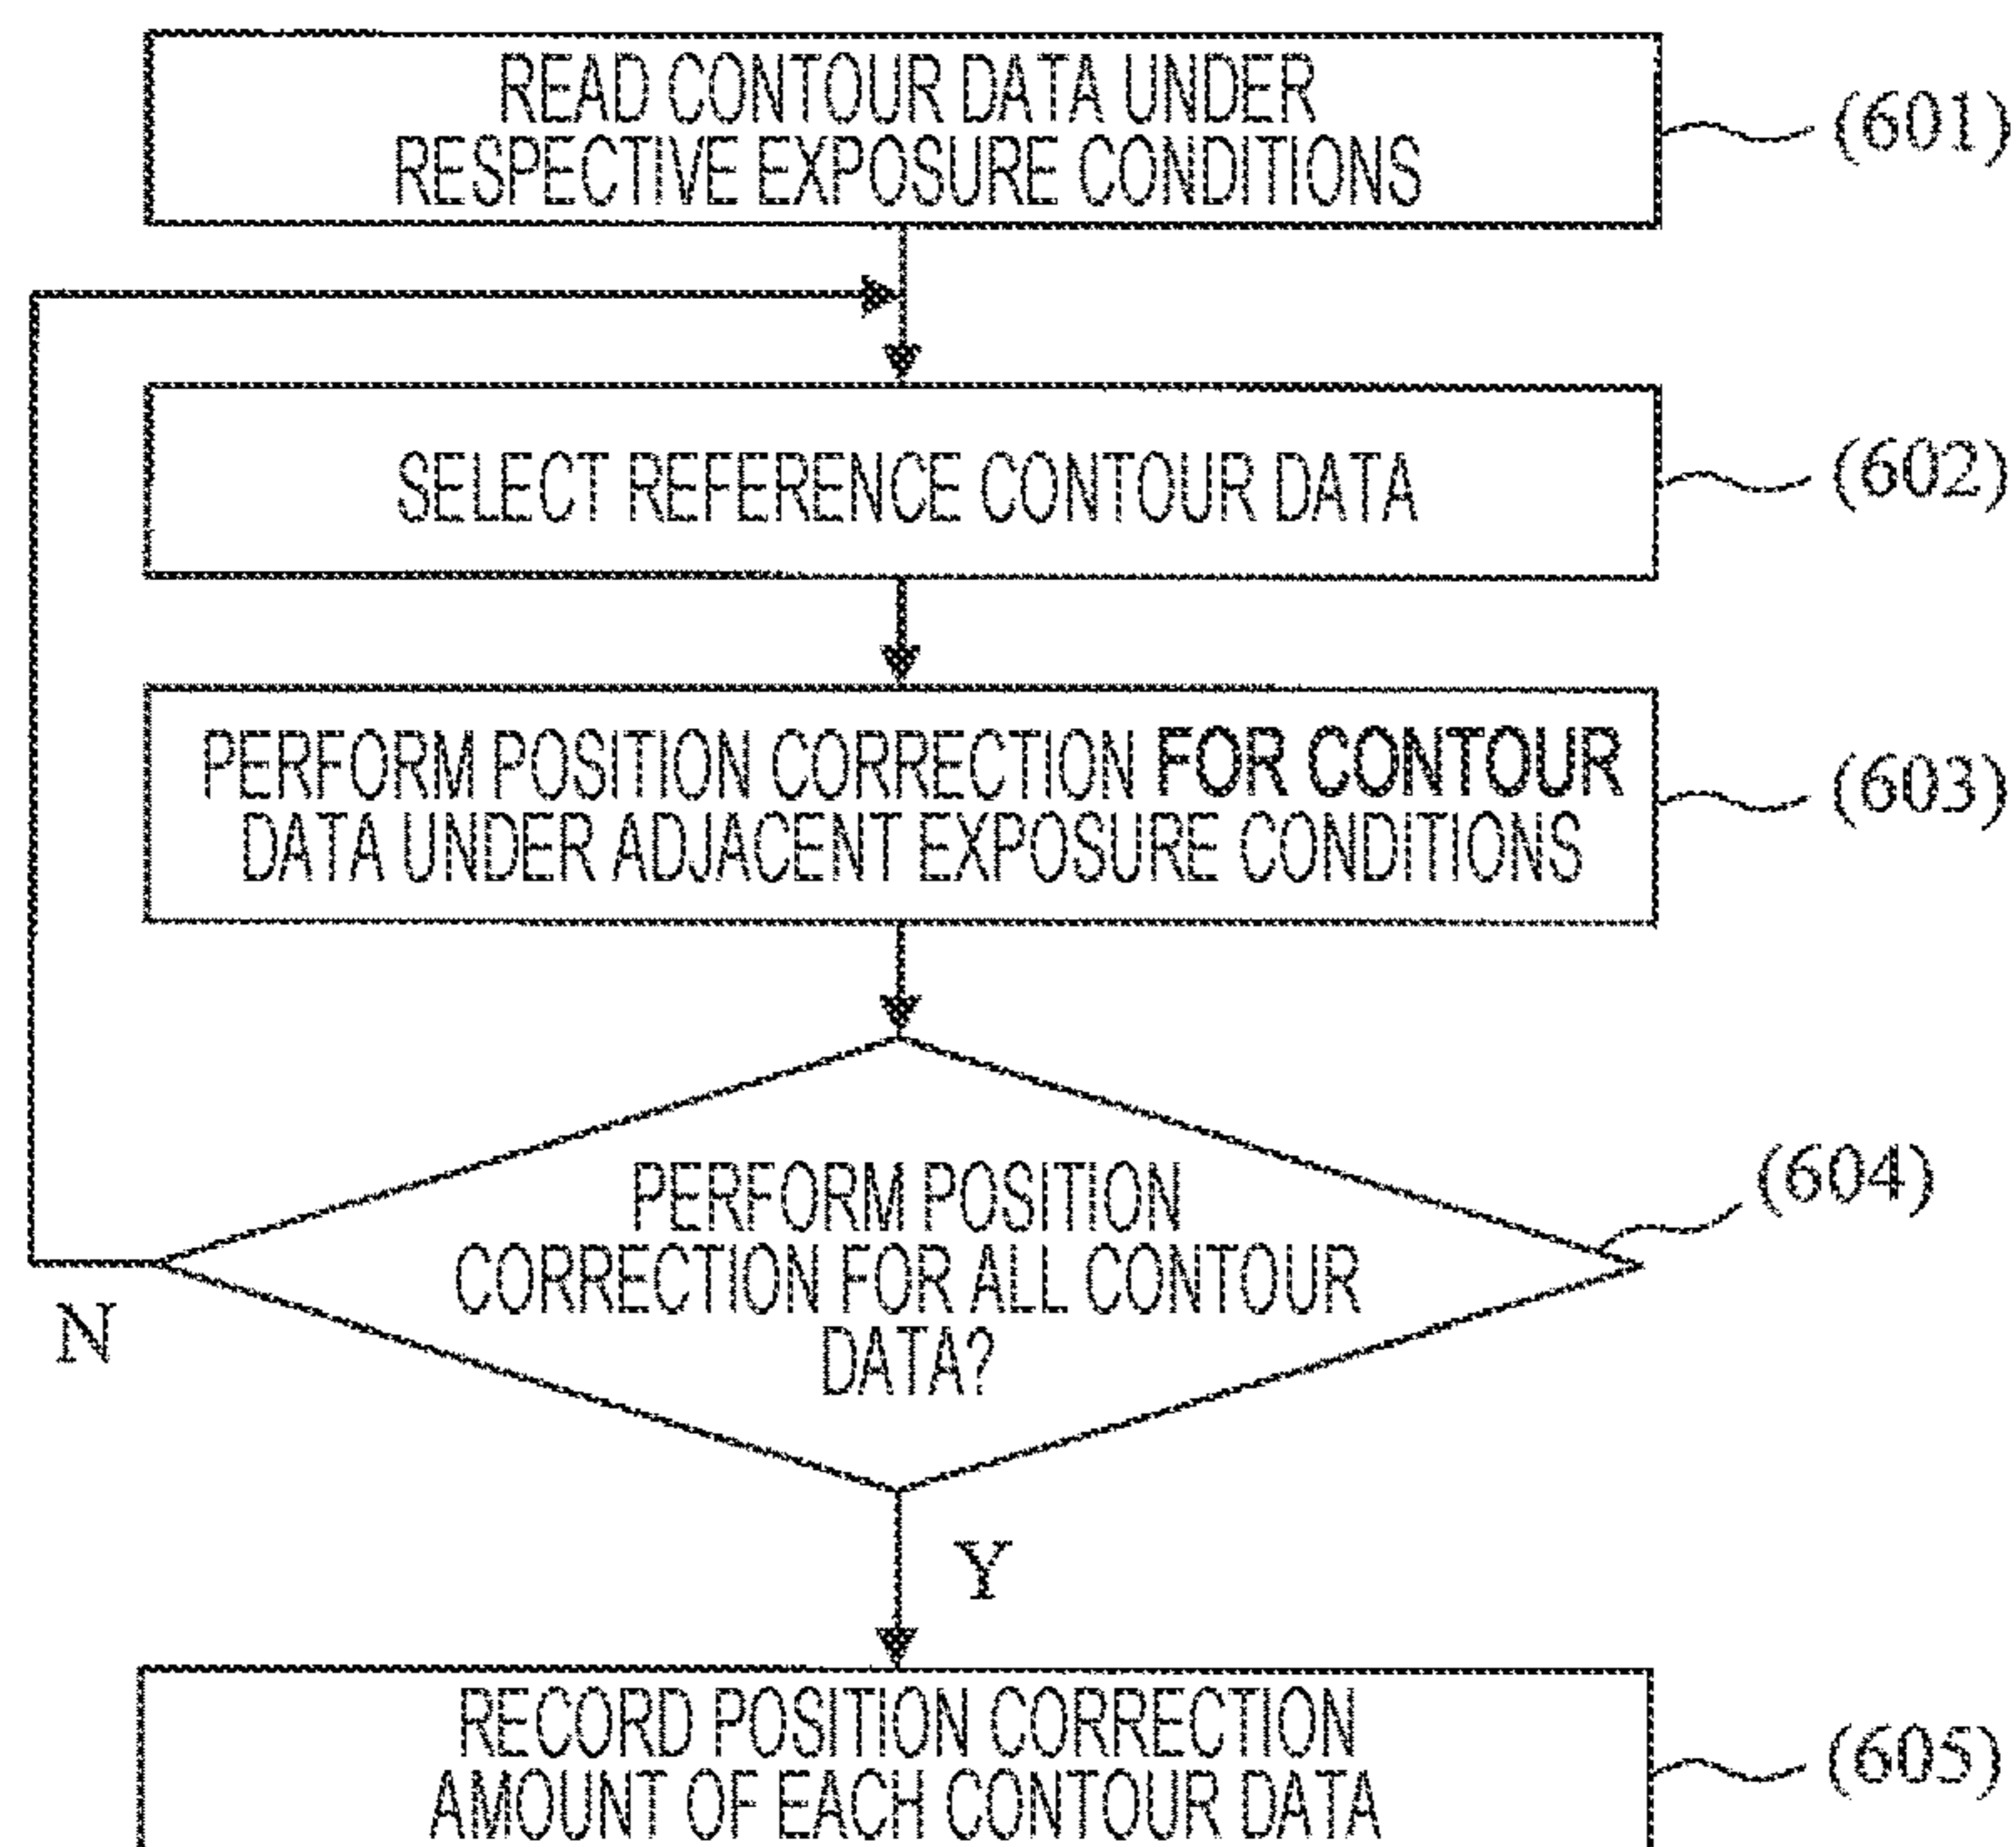 READ CONTOUR DATA UNDER
RESPECTIVE EXPOSURE CONDITIONS
(601)
SELECT REFERENCE CONTOUR DATA
(602)
PERFORM POSITION CORRECTION FOR CONTOUR
DATA UNDER ADJACENT EXPOSURE CONDITIONS
(603)
PERFORM POSITION
CORRECTION FOR ALL CONTOUR
DATA?
(604)
N
Y
RECORD POSITION CORRECTION
AMOUNT OF EACH CONTOUR DATA
(605)